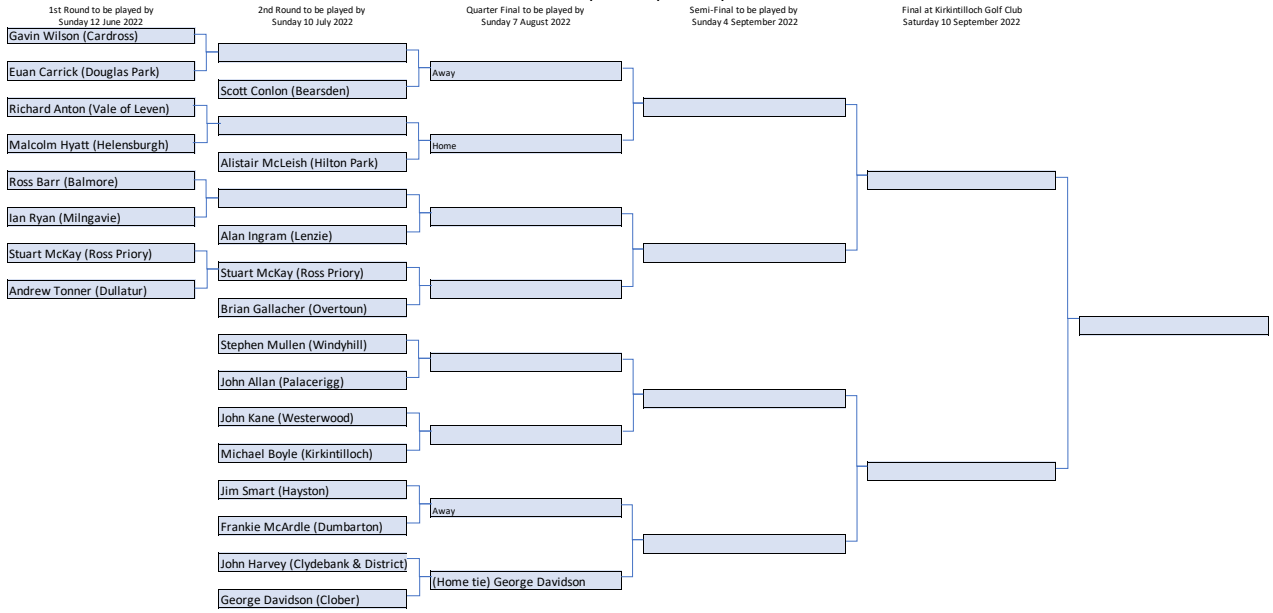 1st Round to be played by
Sunday 12 June 2022
2nd Round to be played by
Sunday 10 July 2022
Quarter Final to be played by
Sunday 7 August 2022
Semi-Final to be played by
Sunday 4 September 2022
Final at Kirkintilloch Golf Club
Saturday 10 September 2022
Gavin Wilson (Cardross)
Euan Carrick (Douglas Park)
Richard Anton (Vale of Leven)
Malcolm Hyatt (Helensburgh)
Ross Barr (Balmore)
Ian Ryan (Milngavie)
Stuart McKay (Ross Priory)
Andrew Tonner (Dullatur)
Scott Conlon (Bearsden)
Alistair McLeish (Hilton Park)
Alan Ingram (Lenzie)
Stuart McKay (Ross Priory)
Brian Gallacher (Overtoun)
Stephen Mullen (Windyhill)
John Allan (Palacerigg)
John Kane (Westerwood)
Michael Boyle (Kirkintilloch)
Jim Smart (Hayston)
Frankie McArdle (Dumbarton)
John Harvey (Clydebank & District)
George Davidson (Clober)
Away
Home
Away
(Home tie) George Davidson